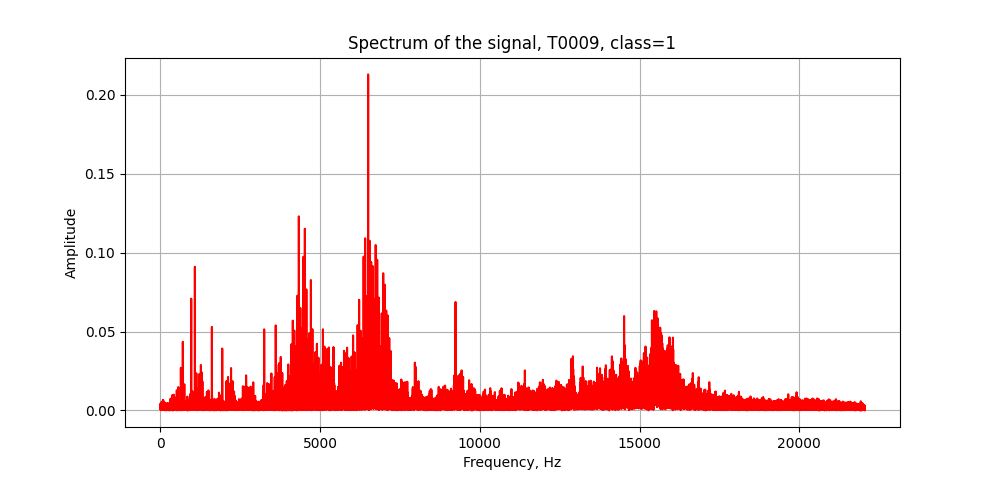 Spectrum of the signal, T0009, class=1
0.20
0.15
0.10
0.05
0.00
Amplitude
0 5000 10000 15000 20000
Frequency, Hz